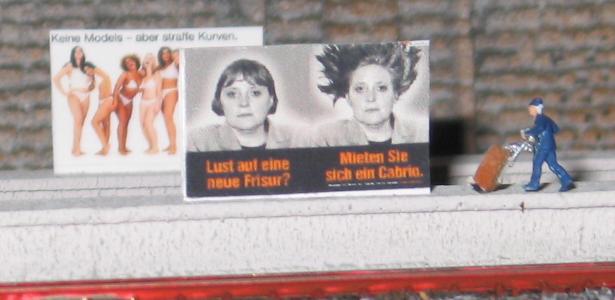 Keine Models - aber straffe Kurven.
Lust auf eine
neue Frisur?
Mieten Sie
sich ein Cabrio.